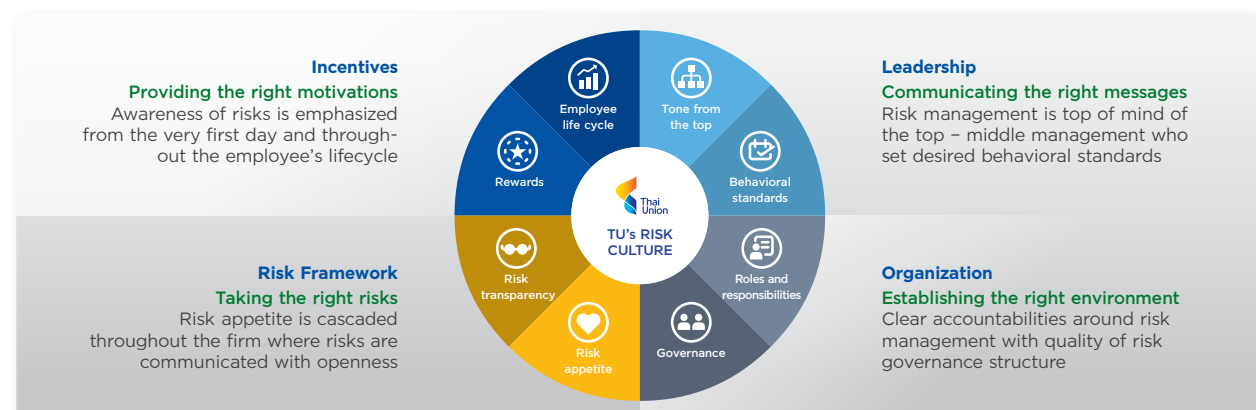 Incentives
Providing the right motivations
Awareness of risks is emphasized
from the very first day and through-
out the employee's lifecycle
Risk Framework
Taking the right risks
Risk appetite is cascaded
throughout the firm where risks are
communicated with openness
Employee
life cycle
Tone from
the top
Rewards
Behavioral
standards
Thai
Union
TU's RISK
CULTURE
Risk
transparency
Roles and
responsibilities
Risk
appetite
Governance
Leadership
Communicating the right messages
Risk management is top of mind of
the top – middle management who
set desired behavioral standards
Organization
Establishing the right environment
Clear accountabilities around risk
management with quality of risk
governance structure